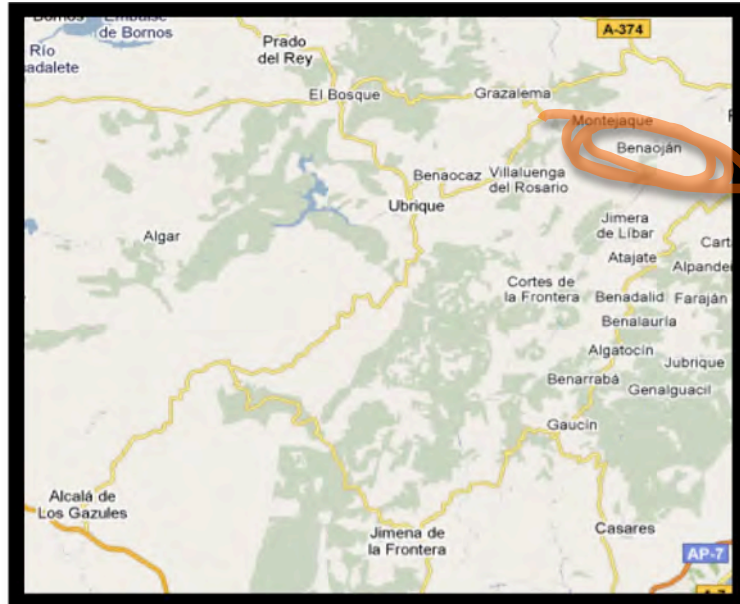 Bornos
Embalse
de Bornos
Río
adalete
A-374
Prado
del Rey
El Bosque
Grazalema
Montejaque
Benaoján
Benaocaz
Villaluenga
del Rosario
Ubrique
Algar
Jimera
de Líbar
Cart
Atajate
Alpande
Cortes de
la Frontera
Benadalid
Faraján
Benalauría
Algatocín
Jubrique
Benarrabá
Genalguacil
Gaucín
Alcalá de
Los Gazules
Jimena de
la Frontera
Casares
AP-7